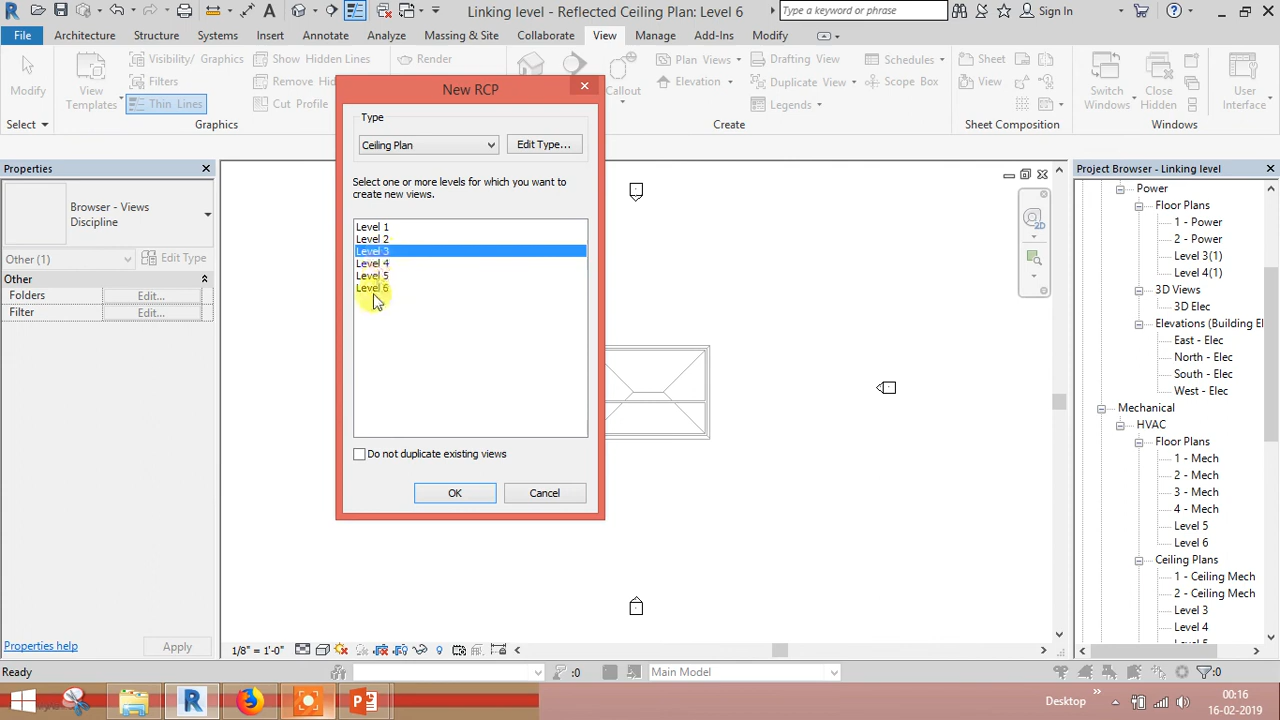 Linking level - Reflected Ceiling Plan: Level 6
Type a keyword or phrase
Sign In
File
Architecture
Structure
Systems
Insert
Annotate
Analyze
Massing & Site
Collaborate
View
Manage
Add-Ins
Modify
Modify
View
Templates
Visibility/ Graphics
Filters
Thin Lines
Show Hidden Lines
Remove Hid
Cut Profile
Render
Callout
Plan Views
Elevation
Drafting View
Duplicate View
Legends
Schedules
Scope Box
Sheet
View
Switch
Windows
Close
Hidden
User
Interface
Select
Graphics
Create
Sheet Composition
Windows
Properties
Browser - Views
Discipline
Other (1)
Edit Type
Other
Folders
Edit...
Filter
Edit...
Properties help
Apply
New RCP
Type
Ceiling Plan
Edit Type...
Select one or more levels for which you want to
create new views.
Level 1
Level 2
Level 3
Level 4
Level 5
Level 6
Do not duplicate existing views
OK
Cancel
2D
Project Browser - Linking level
Power
Floor Plans
1 - Power
2 - Power
Level 3(1)
Level 4(1)
3D Views
3D Elec
Elevations (Building El
East - Elec
North - Elec
South - Elec
West - Elec
Mechanical
HVAC
Floor Plans
1 - Mech
2 - Mech
3 - Mech
4 - Mech
Level 5
Level 6
Ceiling Plans
1 - Ceiling Mech
2 - Ceiling Mech
Level 3
Level 4
1/8" = 1'-0"
Ready
:0
Main Model
:0
Desktop
00:16
16-02-2019